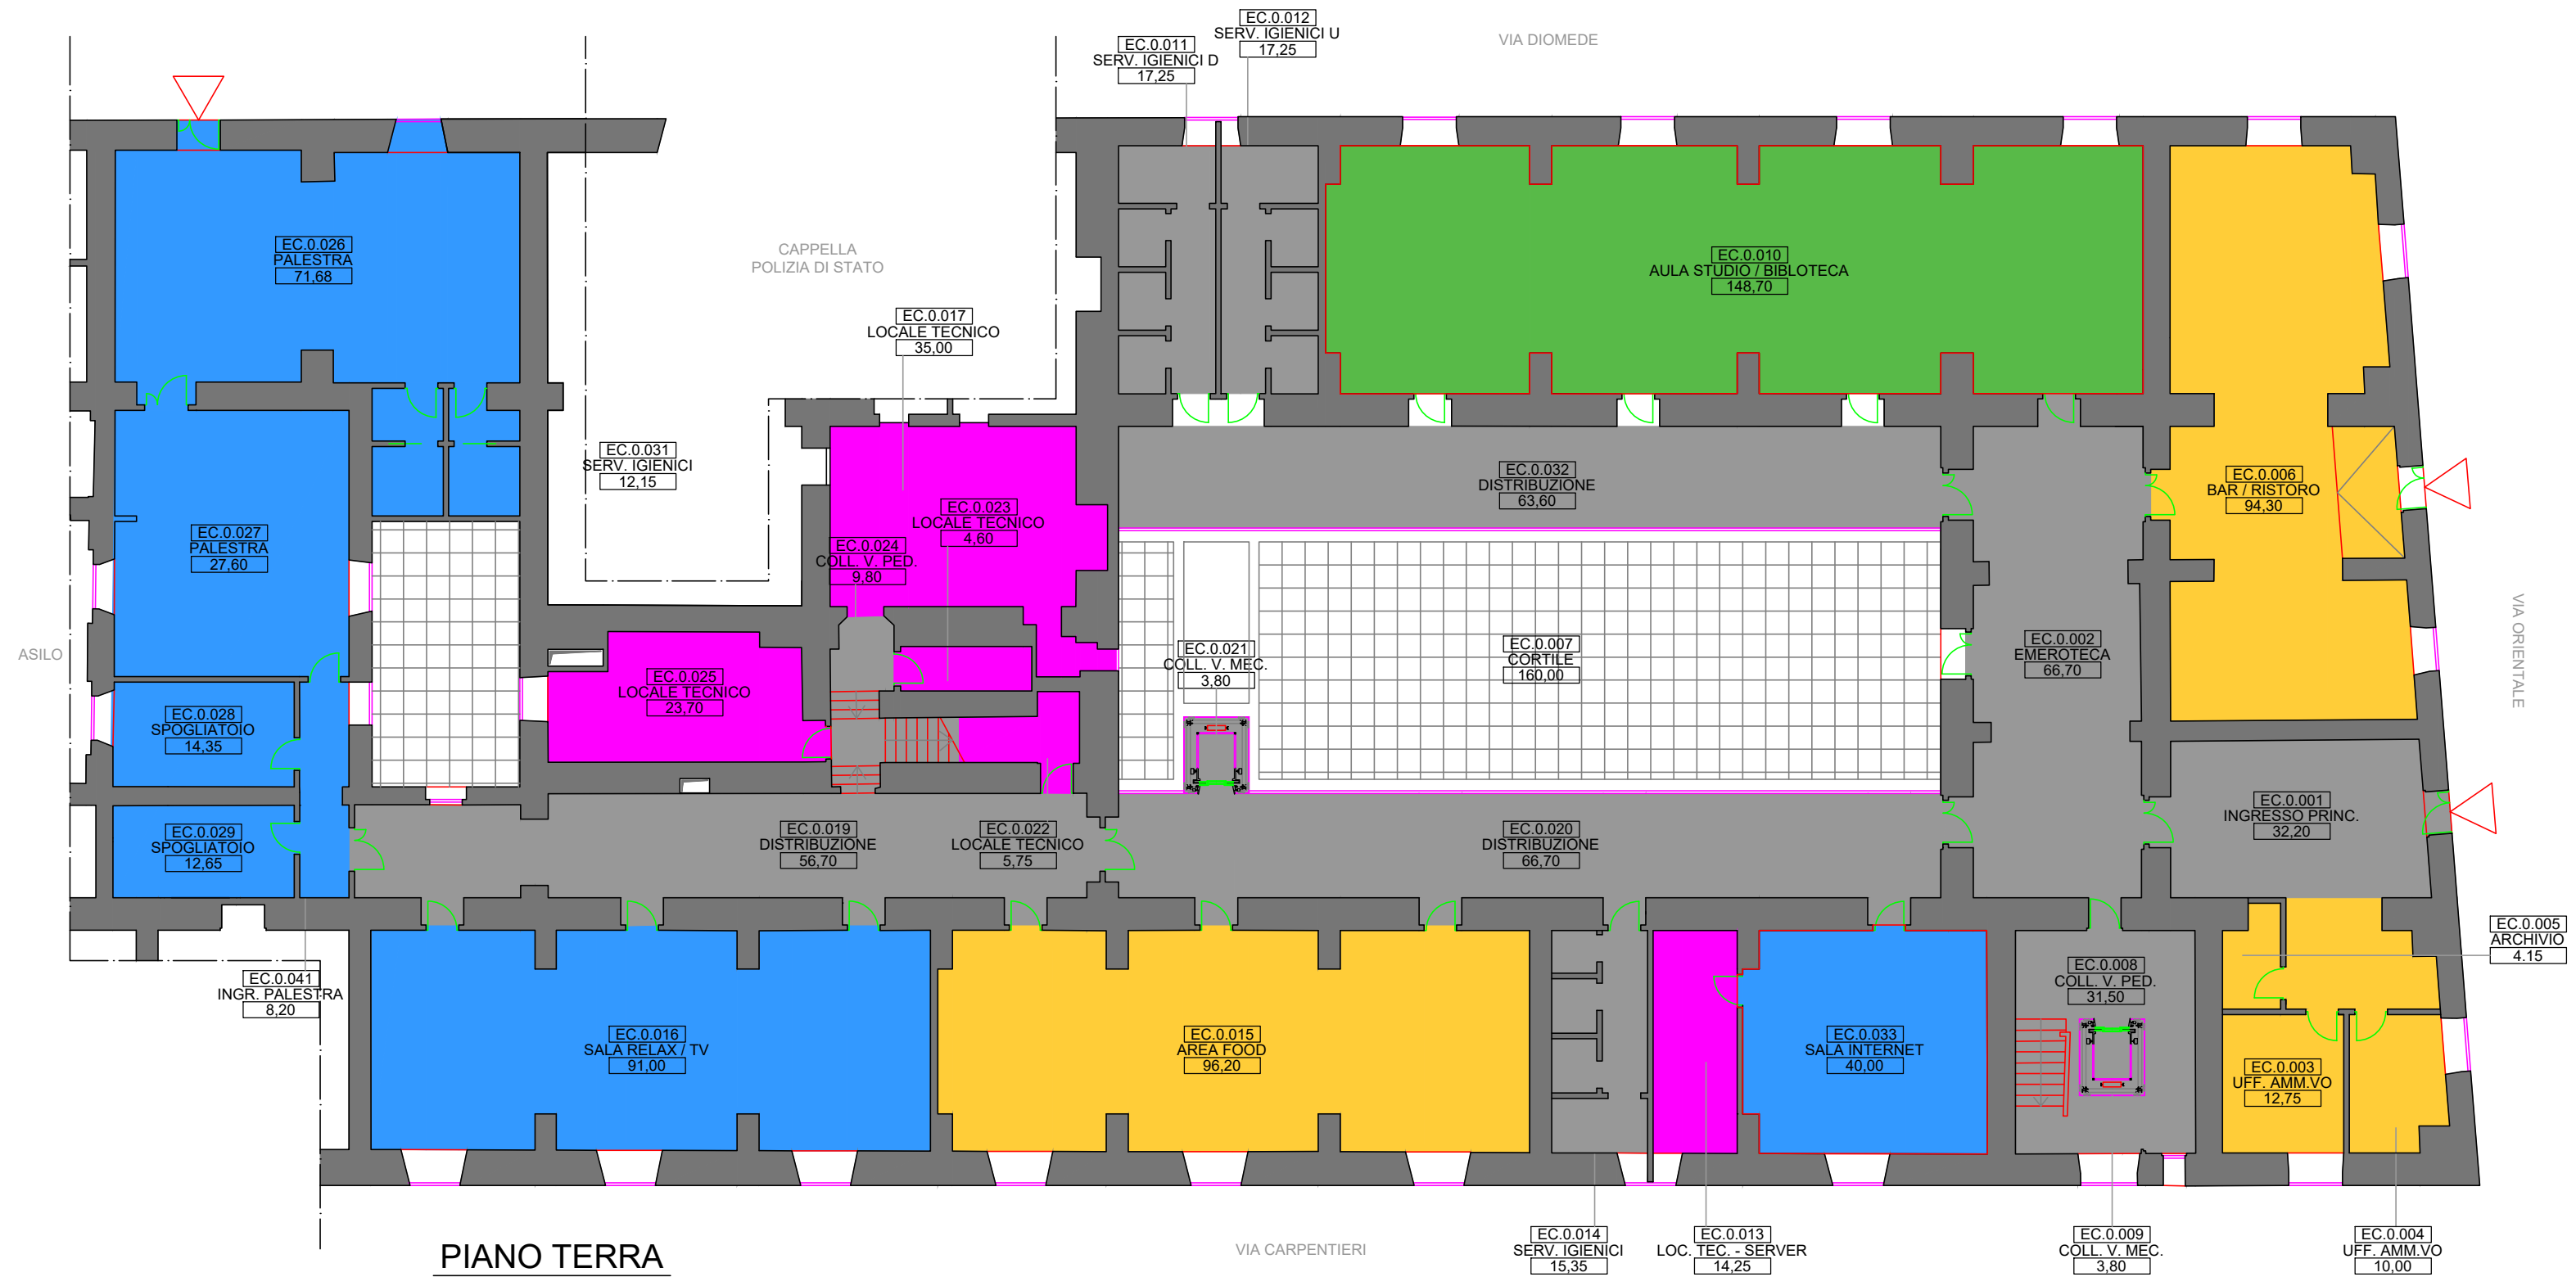 EC.0.012
SERV. IGIENICI U
17,25
EC.0.011
SERV. IGIENICI D
17,25
VIA DIOMEDE
EC.0.026
PALESTRA
71,68
CAPPELLA
POLIZIA DI STATO
EC.0.010
AULA STUDIO / BIBLOTECA
148,70
EC.0.017
LOCALE TECNICO
35,00
EC.0.031
SERV. IGIENICI
12,15
EC.0.032
DISTRIBUZIONE
63,60
EC.0.006
BAR / RISTORO
94,30
EC.0.023
LOCALE TECNICO
4,60
EC.0.027
PALESTRA
27,60
EC.0.024
COLL. V. PED.
9,80
ASILO
EC.0.021
COLL. V. MEC.
3,80
EC.0.007
CORTILE
160,00
EC.0.002
EMEROTECA
66,70
VIA ORIENTALE
EC.0.025
LOCALE TECNICO
23,70
EC.0.028
SPOGLIATOIO
14,35
EC.0.001
INGRESSO PRINC.
32,20
EC.0.029
SPOGLIATOIO
12,65
EC.0.019
DISTRIBUZIONE
56,70
EC.0.022
LOCALE TECNICO
5,75
EC.0.020
DISTRIBUZIONE
66,70
EC.0.005
ARCHIVIO
4.15
EC.0.041
INGR. PALESTRA
8,20
EC.0.008
COLL. V. PED.
31,50
EC.0.016
SALA RELAX / TV
91,00
EC.0.015
AREA FOOD
96,20
EC.0.033
SALA INTERNET
40,00
EC.0.003
UFF. AMM.VO
12,75
PIANO TERRA
VIA CARPENTIERI
EC.0.014
SERV. IGIENICI
15,35
EC.0.013
LOC. TEC. - SERVER
14,25
EC.0.009
COLL. V. MEC.
3,80
EC.0.004
UFF. AMM.VO
10,00